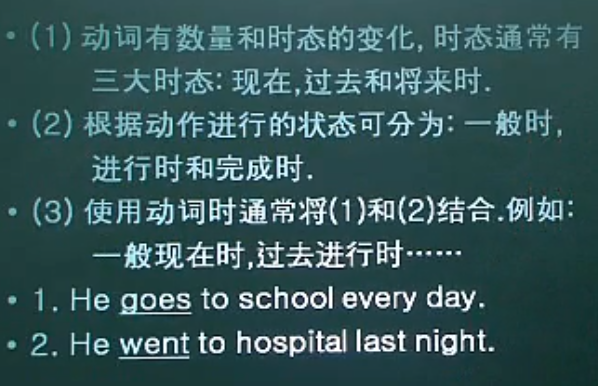 • (1) 动词有数量和时态的变化, 时态通常有
三大时态: 现在,过去和将来时.
• (2) 根据动作进行的状态可分为: 一般时,
进行时和完成时.
• (3) 使用动词时通常将(1)和(2)结合.例如:
一般现在时,过去进行时……
• 1. He goes to school every day.
• 2. He went to hospital last night.